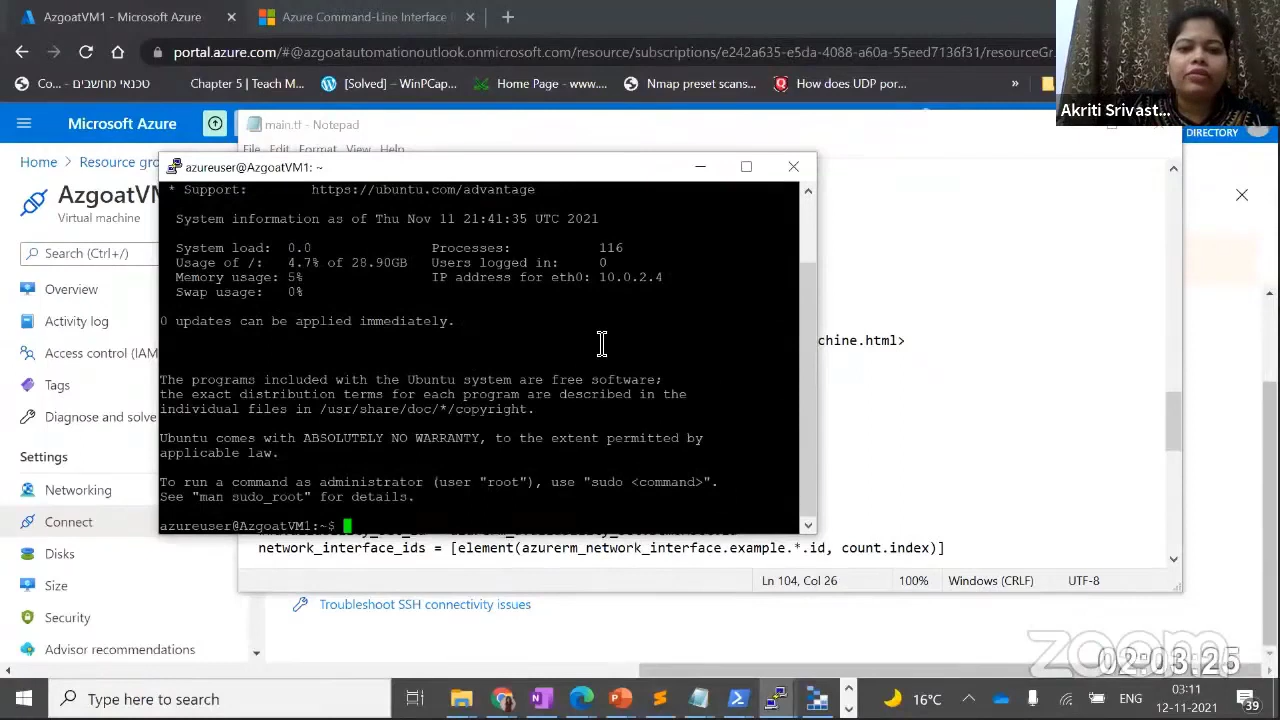 AzgoatVM1 - Microsoft Azure
Azure Command-Line Interface
portal.azure.com/#@azgoatautomationoutlook.onmicrosoft.com/resource/subscriptions/e242a635-e5da-4088-a60a-55eed7136f31/resourceGr
Co... - תכנות מחשבים
Chapter 5 | Teach M...
[Solved] – WinPCap...
Home Page - www....
Nmap preset scans...
How does UDP por...
»
Akriti Srivast...
Microsoft Azure
main.tf - Notepad
DIRECTORY
File Edit Format View Help
Home > Resource gro
azureuser@AzgoatVM1: ~
AzgoatVM
Virtual machine
Search (Ctrl+/)
Overview
Activity log
Access control (IAM
Tags
Diagnose and solve
Settings
Networking
Connect
Disks
Size
Security
Advisor recommendations
* Support: https://ubuntu.com/advantage
System information as of Thu Nov 11 21:41:35 UTC 2021
System load: 0.0 Processes: 116
Usage of /: 4.7% of 28.90GB Users logged in: 0
Memory usage: 5% IP address for eth0: 10.0.2.4
Swap usage: 0%
0 updates can be applied immediately.
The programs included with the Ubuntu system are free software;
the exact distribution terms for each program are described in the
individual files in /usr/share/doc/*/copyright.
Ubuntu comes with ABSOLUTELY NO WARRANTY, to the extent permitted by
applicable law.
To run a command as administrator (user "root"), use "sudo <command>".
See "man sudo_root" for details.
azureuser@AzgoatVM1:~$
chine.html>
network_interface_ids = [element(azurerm_network_interface.example.*.id, count.index)]
Ln 104, Col 26 100% Windows (CRLF) UTF-8
Troubleshoot SSH connectivity issues
zoom
02:03:25
Type here to search
16°C
ENG
03:11
12-11-2021
39